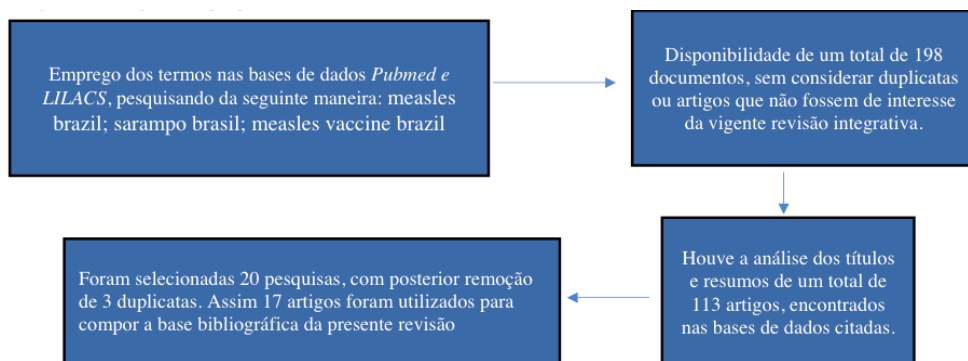 Emprego dos termos nas bases de dados Pubmed e
LILACS, pesquisando da seguinte maneira: measles
brazil; sarampo brasil; measles vaccine brazil
Disponibilidade de um total de 198
documentos, sem considerar duplicatas
ou artigos que não fossem de interesse
da vigente revisão integrativa.
Houve a análise dos títulos
e resumos de um total de
113 artigos, encontrados
nas bases de dados citadas.
Foram selecionadas 20 pesquisas, com posterior remoção
de 3 duplicatas. Assim 17 artigos foram utilizados para
compor a base bibliográfica da presente revisão